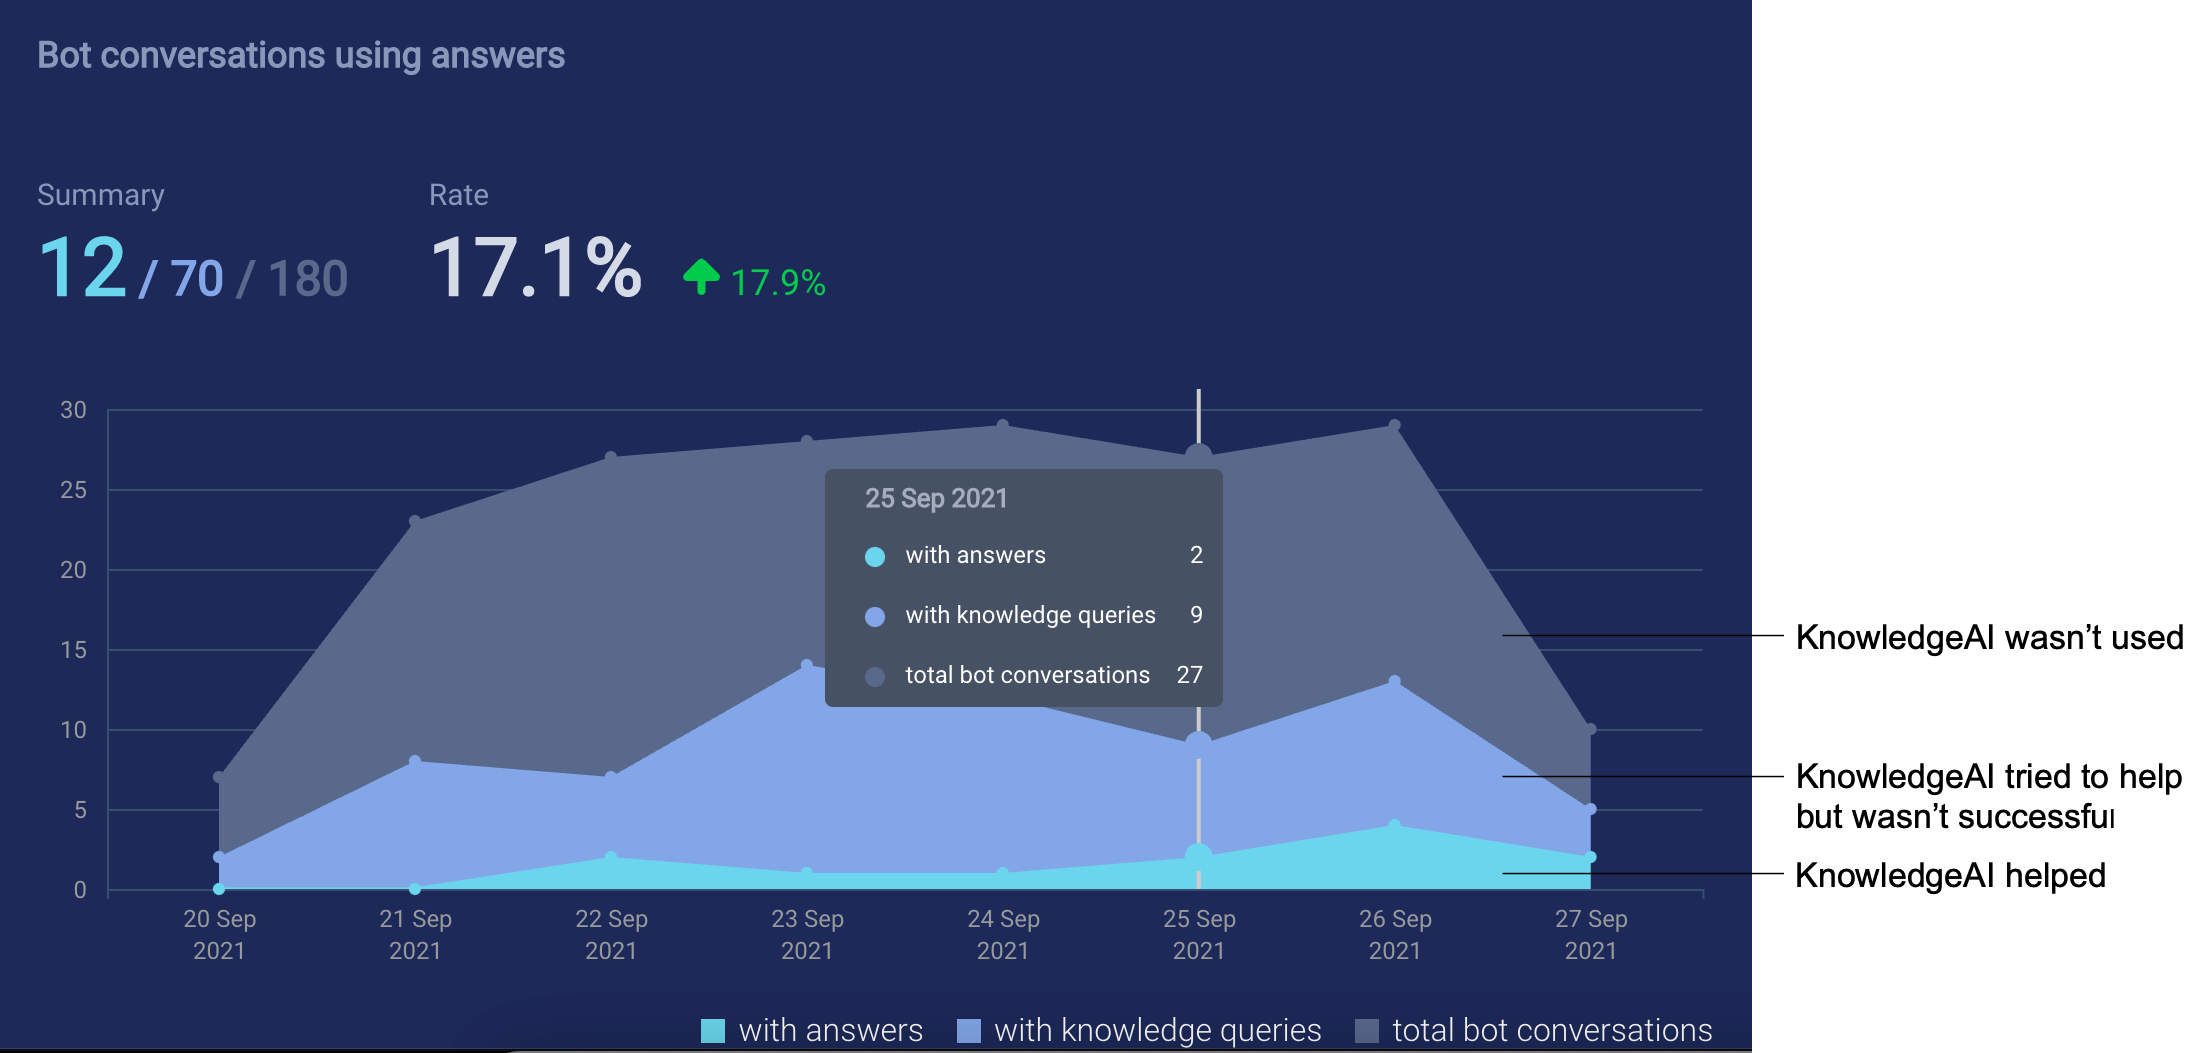 Bot conversations using answers
Summary
12 / 70 / 180
Rate
17.1% 17.9%
30
25
20
15
10
5
0
25 Sep 2021
with answers 2
with knowledge queries 9
total bot conversations 27
KnowledgeAI wasn’t used
KnowledgeAI tried to help
but wasn’t successful
KnowledgeAI helped
20 Sep 2021
21 Sep 2021
22 Sep 2021
23 Sep 2021
24 Sep 2021
25 Sep 2021
26 Sep 2021
27 Sep 2021
with answers with knowledge queries total bot conversations